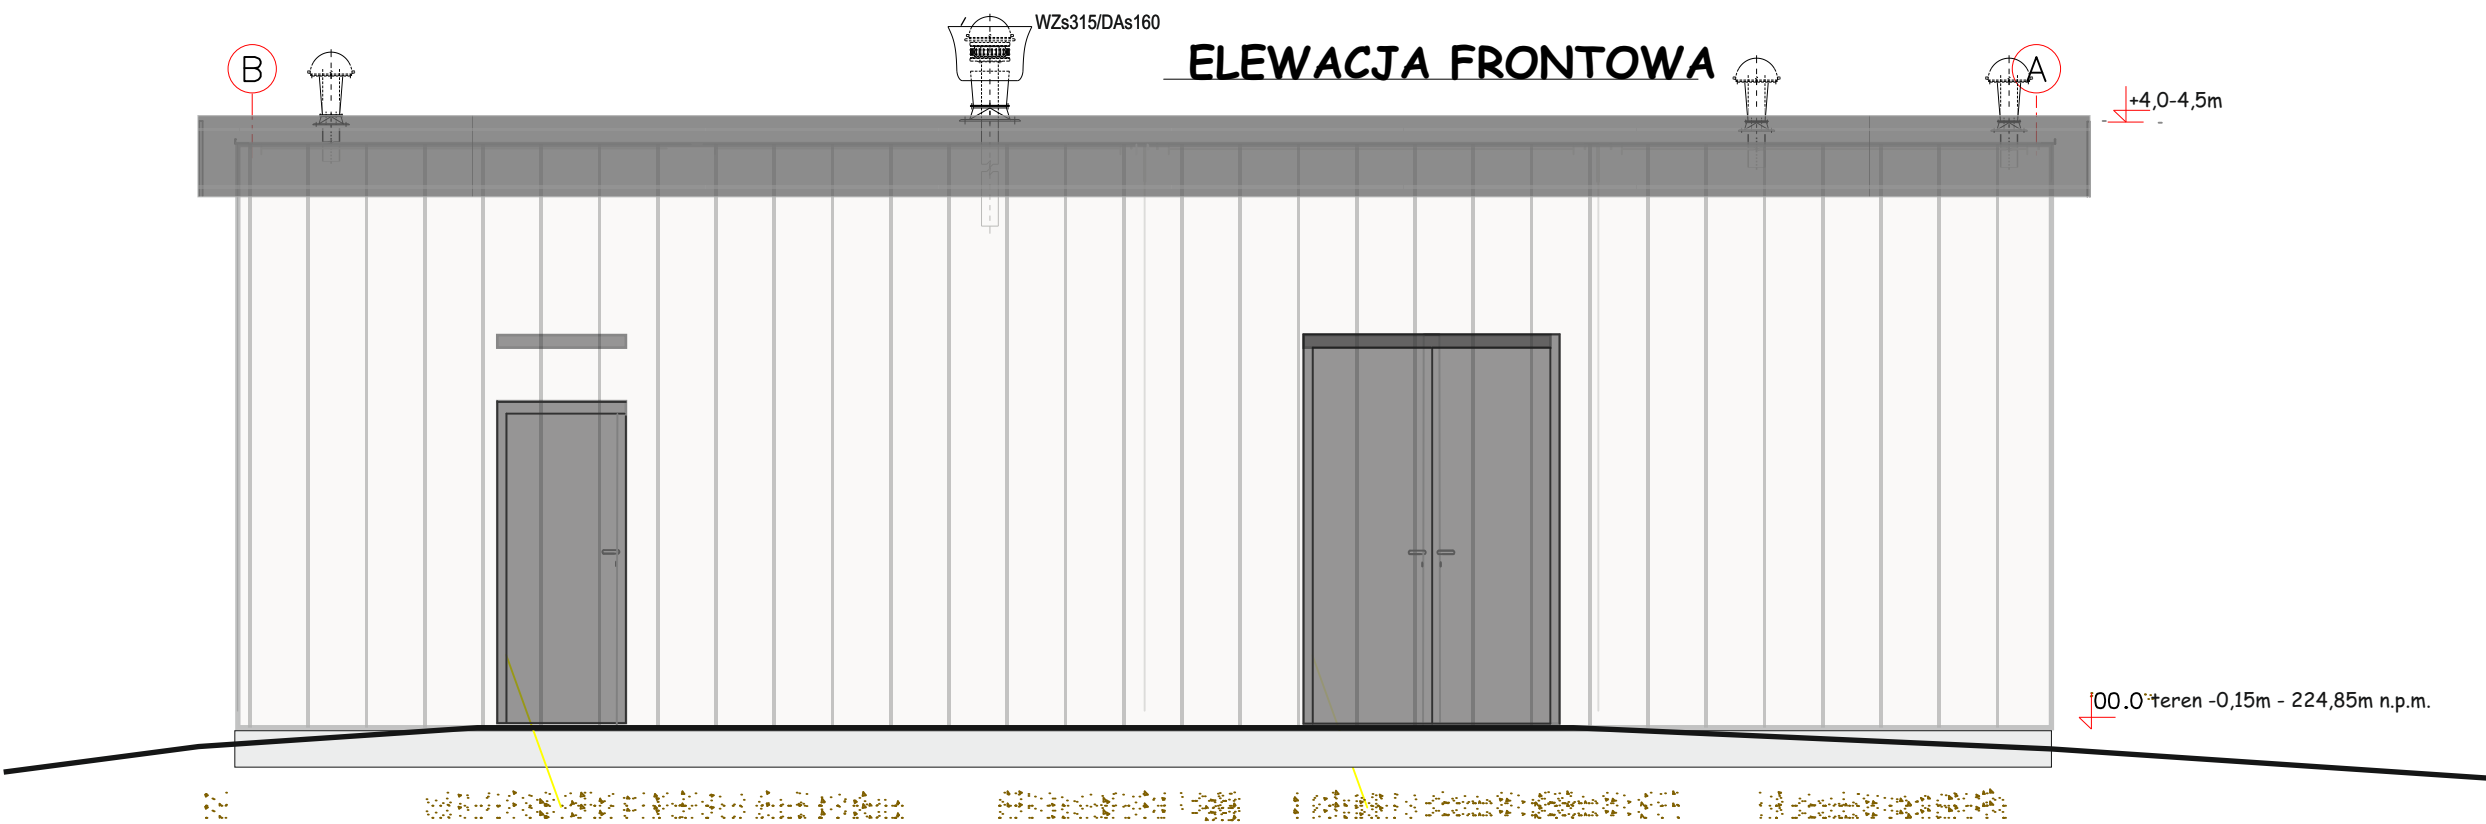 WZs315/DAs160
ELEWACJA FRONTOWA
B
A
+4,0-4,5m
00.0 teren -0,15m - 224,85m n.p.m.